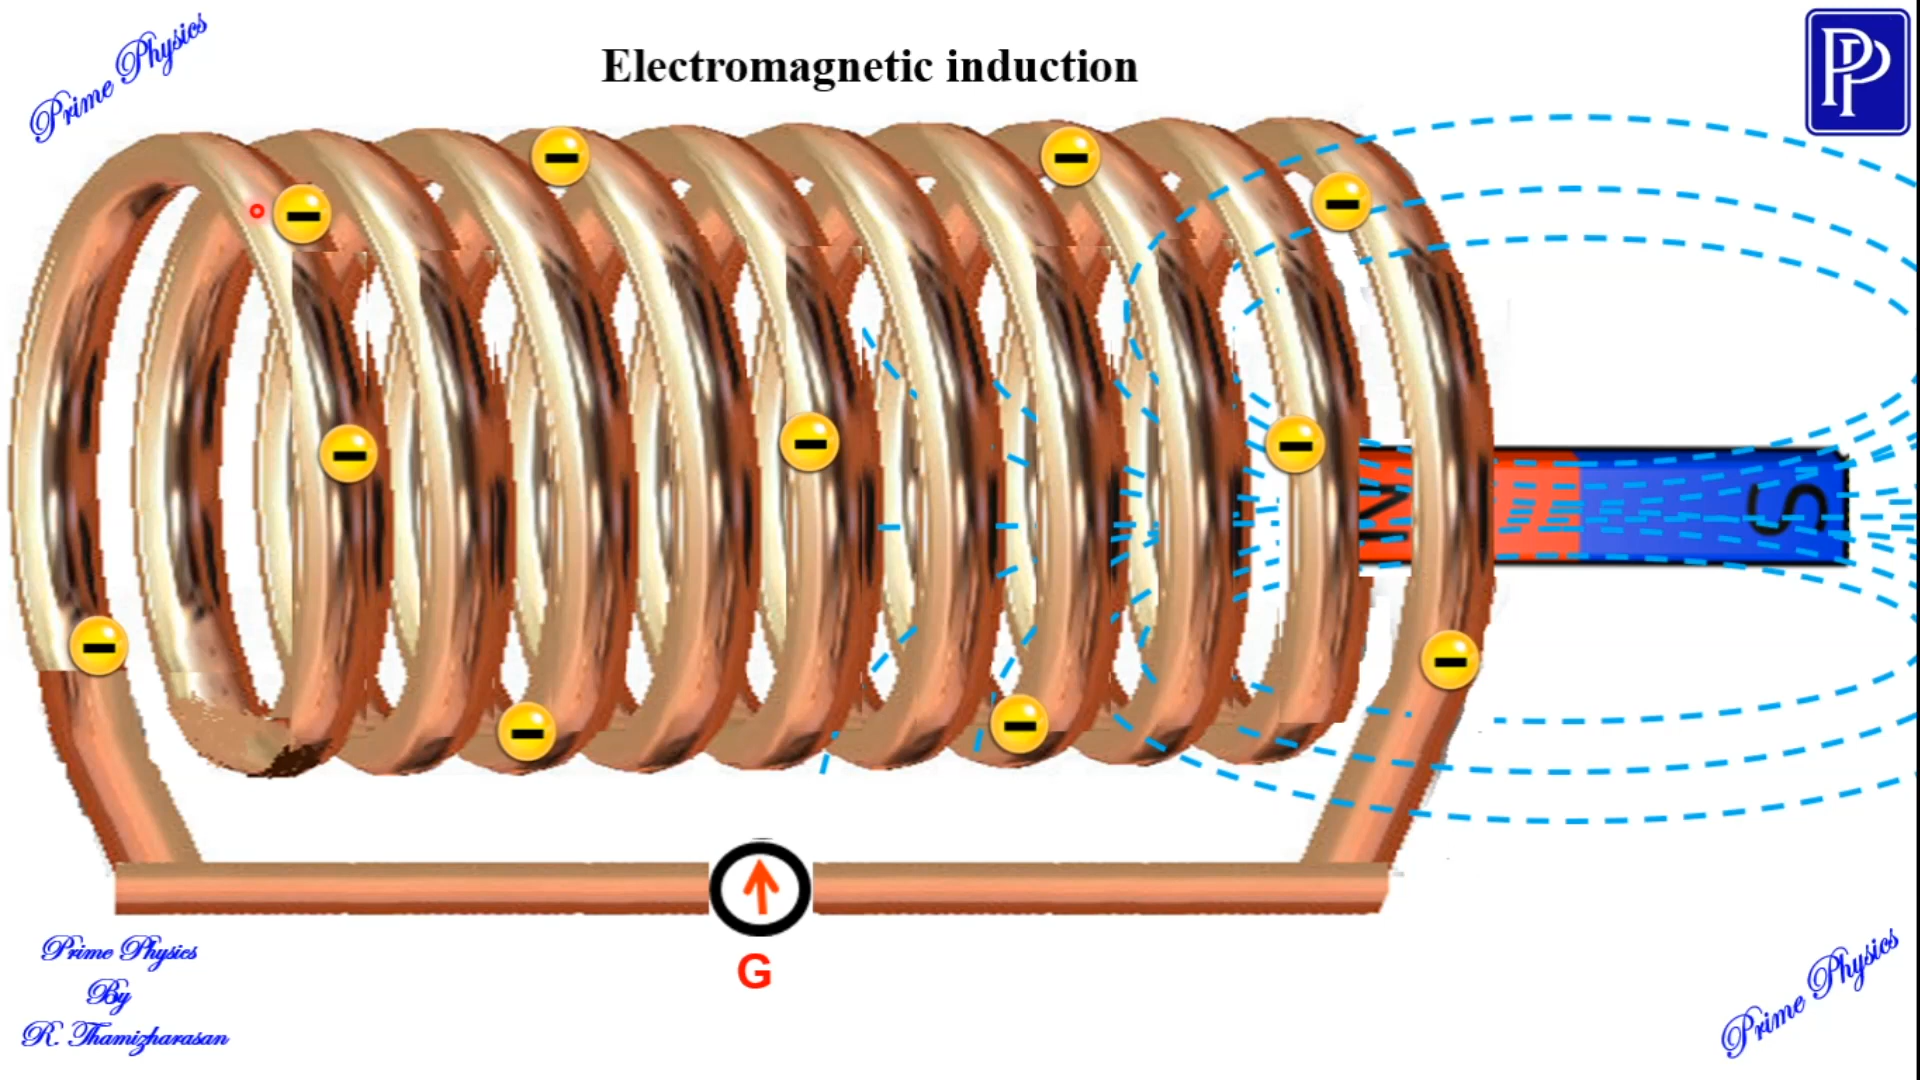 Prime Physics
Electromagnetic induction
PP
N
S
G
Prime Physics
By
R. Thamizharasan
Prime Physics